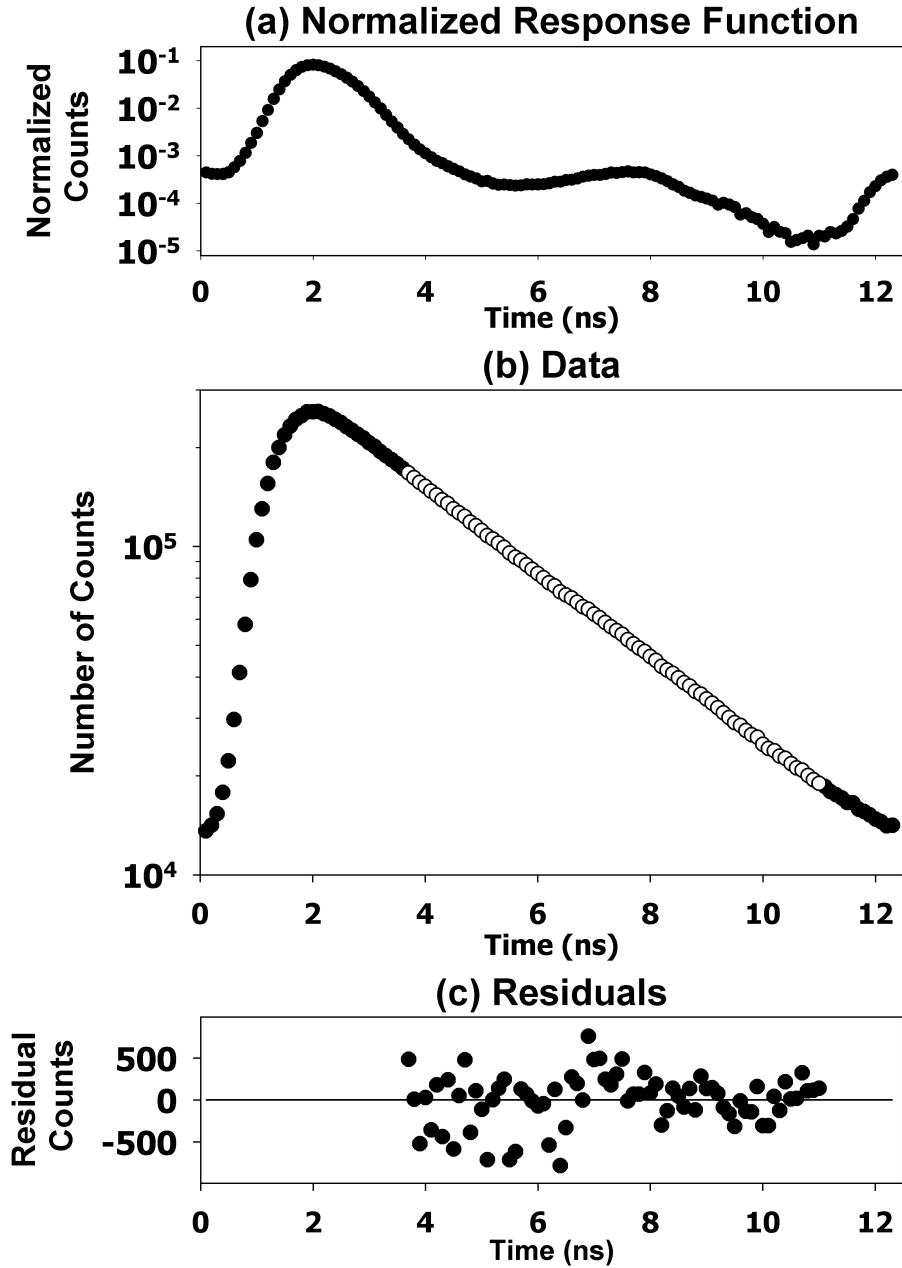 (a) Normalized Response Function
Normalized
Counts
10⁻¹
10⁻²
10⁻³
10⁻⁴
10⁻⁵
0 2 4 6 8 10 12
Time (ns)
(b) Data
Number of Counts
10⁵
10⁴
0 2 4 6 8 10 12
Time (ns)
(c) Residuals
Residual
Counts
500
0
-500
0 2 4 6 8 10 12
Time (ns)